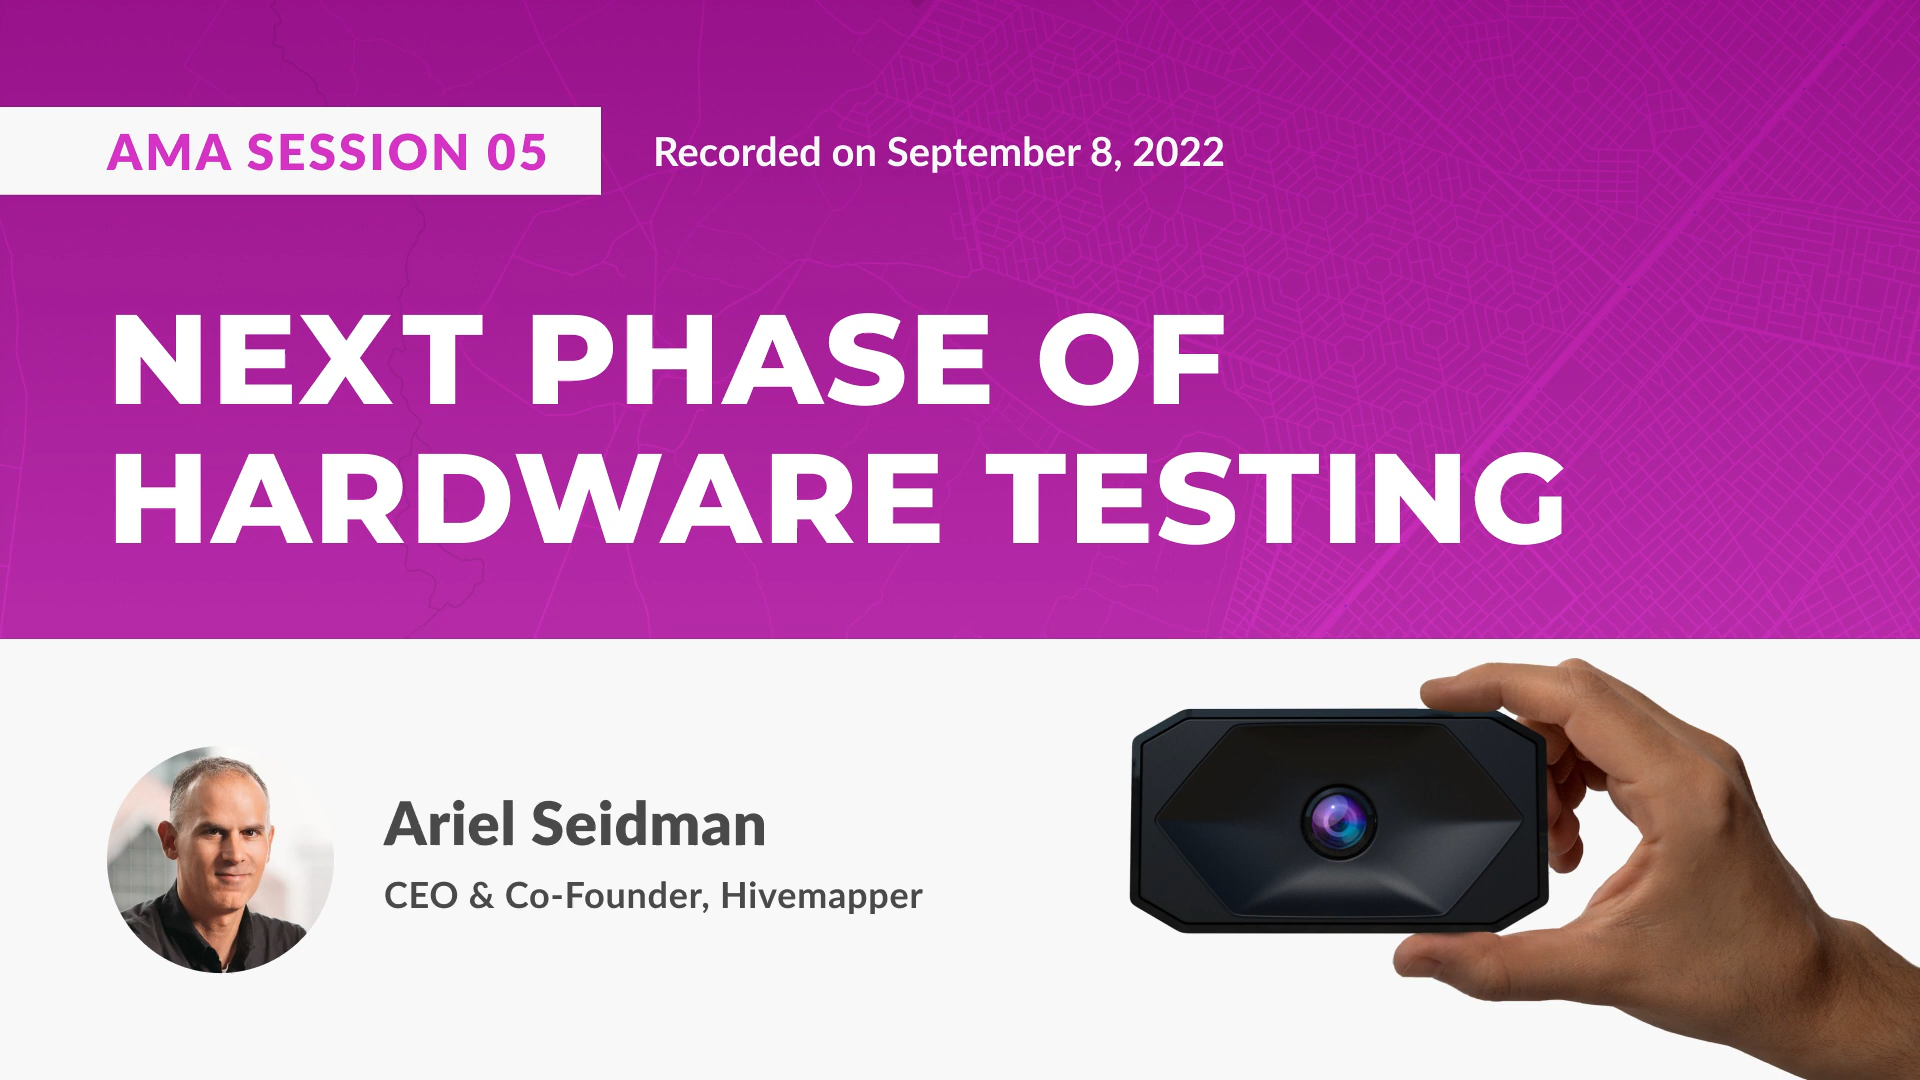 AMA SESSION 05
Recorded on September 8, 2022
NEXT PHASE OF
HARDWARE TESTING
Ariel Seidman
CEO & Co-Founder, Hivemapper